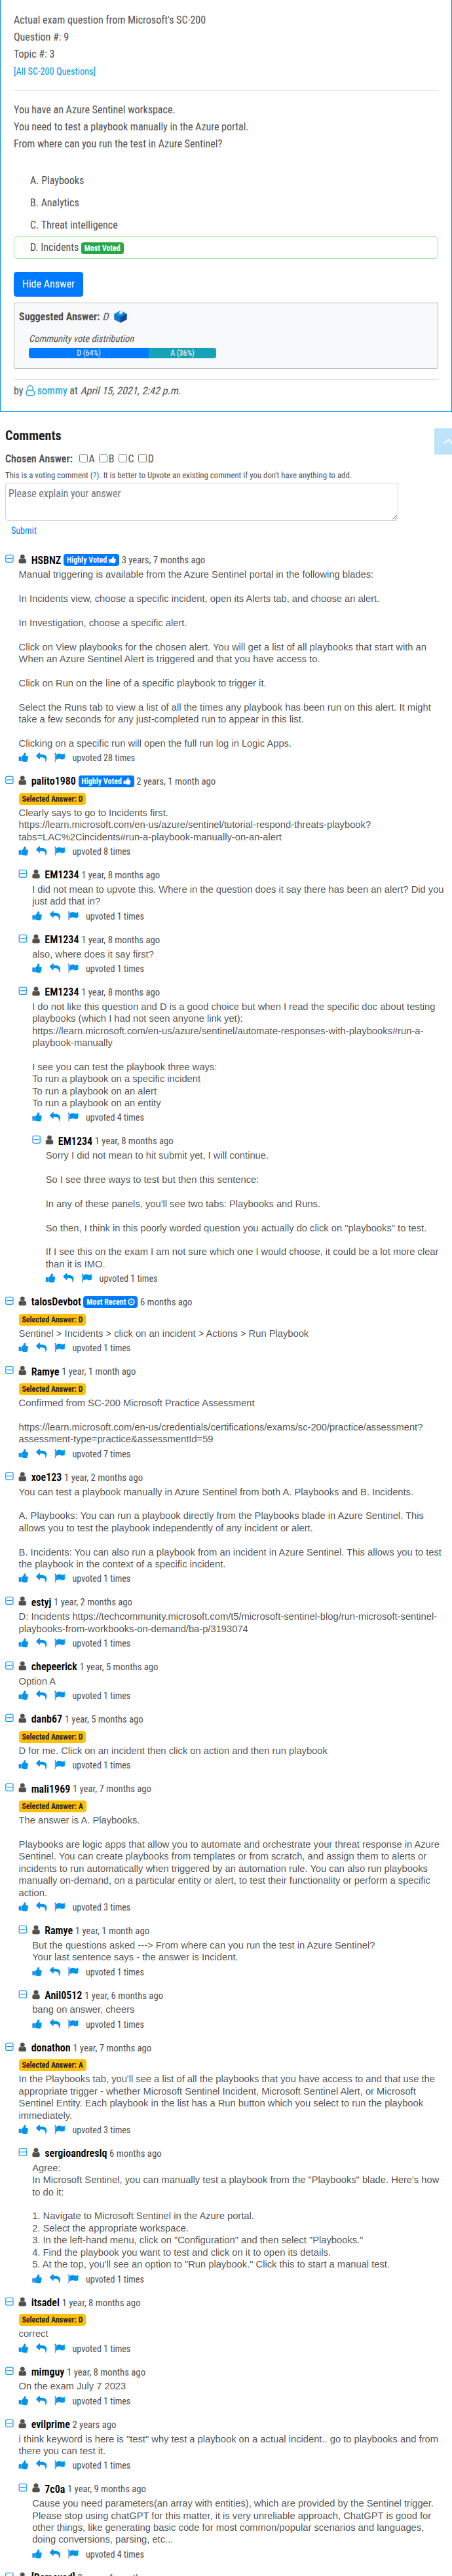 Actual exam question from Microsoft's SC-200
Question #: 9
Topic #: 3
[All SC-200 Questions]
You have an Azure Sentinel workspace.
You need to test a playbook manually in the Azure portal.
From where can you run the test in Azure Sentinel?
A. Playbooks
B. Analytics
C. Threat intelligence
D. Incidents Most Voted
Hide Answer
Suggested Answer: D
Community vote distribution
D (64%) A (36%)
by sommy at April 15, 2021, 2:42 p.m.
Comments
Chosen Answer: A B C D
This is a voting comment (?). It is better to Upvote an existing comment if you don't have anything to add.
Please explain your answer
Submit
HSBNZ Highly Voted 3 years, 7 months ago
Manual triggering is available from the Azure Sentinel portal in the following blades:
In Incidents view, choose a specific incident, open its Alerts tab, and choose an alert.
In Investigation, choose a specific alert.
Click on View playbooks for the chosen alert. You will get a list of all playbooks that start with an
When an Azure Sentinel Alert is triggered and that you have access to.
Click on Run on the line of a specific playbook to trigger it.
Select the Runs tab to view a list of all the times any playbook has been run on this alert. It might
take a few seconds for any just-completed run to appear in this list.
Clicking on a specific run will open the full run log in Logic Apps.
upvoted 28 times
palito1980 Highly Voted 2 years, 1 month ago
Selected Answer: D
Clearly says to go to Incidents first.
https://learn.microsoft.com/en-us/azure/sentinel/tutorial-respond-threats-playbook?
tabs=LAC%2Cincidents#run-a-playbook-manually-on-an-alert
upvoted 8 times
EM1234 1 year, 8 months ago
I did not mean to upvote this. Where in the question does it say there has been an alert? Did you
just add that in?
upvoted 1 times
EM1234 1 year, 8 months ago
also, where does it say first?
upvoted 1 times
EM1234 1 year, 8 months ago
I do not like this question and D is a good choice but when I read the specific doc about testing
playbooks (which I had not seen anyone link yet):
https://learn.microsoft.com/en-us/azure/sentinel/automate-responses-with-playbooks#run-a-
playbook-manually
I see you can test the playbook three ways:
To run a playbook on a specific incident
To run a playbook on an alert
To run a playbook on an entity
upvoted 4 times
EM1234 1 year, 8 months ago
Sorry I did not mean to hit submit yet, I will continue.
So I see three ways to test but then this sentence:
In any of these panels, you'll see two tabs: Playbooks and Runs.
So then, I think in this poorly worded question you actually do click on "playbooks" to test.
If I see this on the exam I am not sure which one I would choose, it could be a lot more clear
than it is IMO.
upvoted 1 times
talosDevbot Most Recent 6 months ago
Selected Answer: D
Sentinel > Incidents > click on an incident > Actions > Run Playbook
upvoted 1 times
Ramye 1 year, 1 month ago
Selected Answer: D
Confirmed from SC-200 Microsoft Practice Assessment
https://learn.microsoft.com/en-us/credentials/certifications/exams/sc-200/practice/assessment?
assessment-type=practice&assessmentId=59
upvoted 7 times
xoe123 1 year, 2 months ago
You can test a playbook manually in Azure Sentinel from both A. Playbooks and B. Incidents.
A. Playbooks: You can run a playbook directly from the Playbooks blade in Azure Sentinel. This
allows you to test the playbook independently of any incident or alert.
B. Incidents: You can also run a playbook from an incident in Azure Sentinel. This allows you to test
the playbook in the context of a specific incident.
upvoted 1 times
estyj 1 year, 2 months ago
D: Incidents https://techcommunity.microsoft.com/t5/microsoft-sentinel-blog/run-microsoft-sentinel-
playbooks-from-workbooks-on-demand/ba-p/3193074
upvoted 1 times
chepeerick 1 year, 5 months ago
Option A
upvoted 1 times
danb67 1 year, 5 months ago
Selected Answer: D
D for me. Click on an incident then click on action and then run playbook
upvoted 1 times
mali1969 1 year, 7 months ago
Selected Answer: A
The answer is A. Playbooks.
Playbooks are logic apps that allow you to automate and orchestrate your threat response in Azure
Sentinel. You can create playbooks from templates or from scratch, and assign them to alerts or
incidents to run automatically when triggered by an automation rule. You can also run playbooks
manually on-demand, on a particular entity or alert, to test their functionality or perform a specific
action.
upvoted 3 times
Ramye 1 year, 1 month ago
But the questions asked ---> From where can you run the test in Azure Sentinel?
Your last sentence says - the answer is Incident.
upvoted 1 times
Anil0512 1 year, 6 months ago
bang on answer, cheers
upvoted 1 times
donathon 1 year, 7 months ago
Selected Answer: A
In the Playbooks tab, you'll see a list of all the playbooks that you have access to and that use the
appropriate trigger - whether Microsoft Sentinel Incident, Microsoft Sentinel Alert, or Microsoft
Sentinel Entity. Each playbook in the list has a Run button which you select to run the playbook
immediately.
upvoted 3 times
sergioandreslq 6 months ago
Agree:
In Microsoft Sentinel, you can manually test a playbook from the "Playbooks" blade. Here's how
to do it:
1. Navigate to Microsoft Sentinel in the Azure portal.
2. Select the appropriate workspace.
3. In the left-hand menu, click on "Configuration" and then select "Playbooks."
4. Find the playbook you want to test and click on it to open its details.
5. At the top, you'll see an option to "Run playbook." Click this to start a manual test.
upvoted 1 times
itsadel 1 year, 8 months ago
Selected Answer: D
correct
upvoted 1 times
mimguy 1 year, 8 months ago
On the exam July 7 2023
upvoted 1 times
evilprime 2 years ago
i think keyword is here is "test" why test a playbook on a actual incident.. go to playbooks and from
there you can test it.
upvoted 1 times
7c0a 1 year, 9 months ago
Cause you need parameters(an array with entities), which are provided by the Sentinel trigger.
Please stop using chatGPT for this matter, it is very unreliable approach, ChatGPT is good for
other things, like generating basic code for most common/popular scenarios and languages,
doing conversions, parsing, etc...
upvoted 4 times